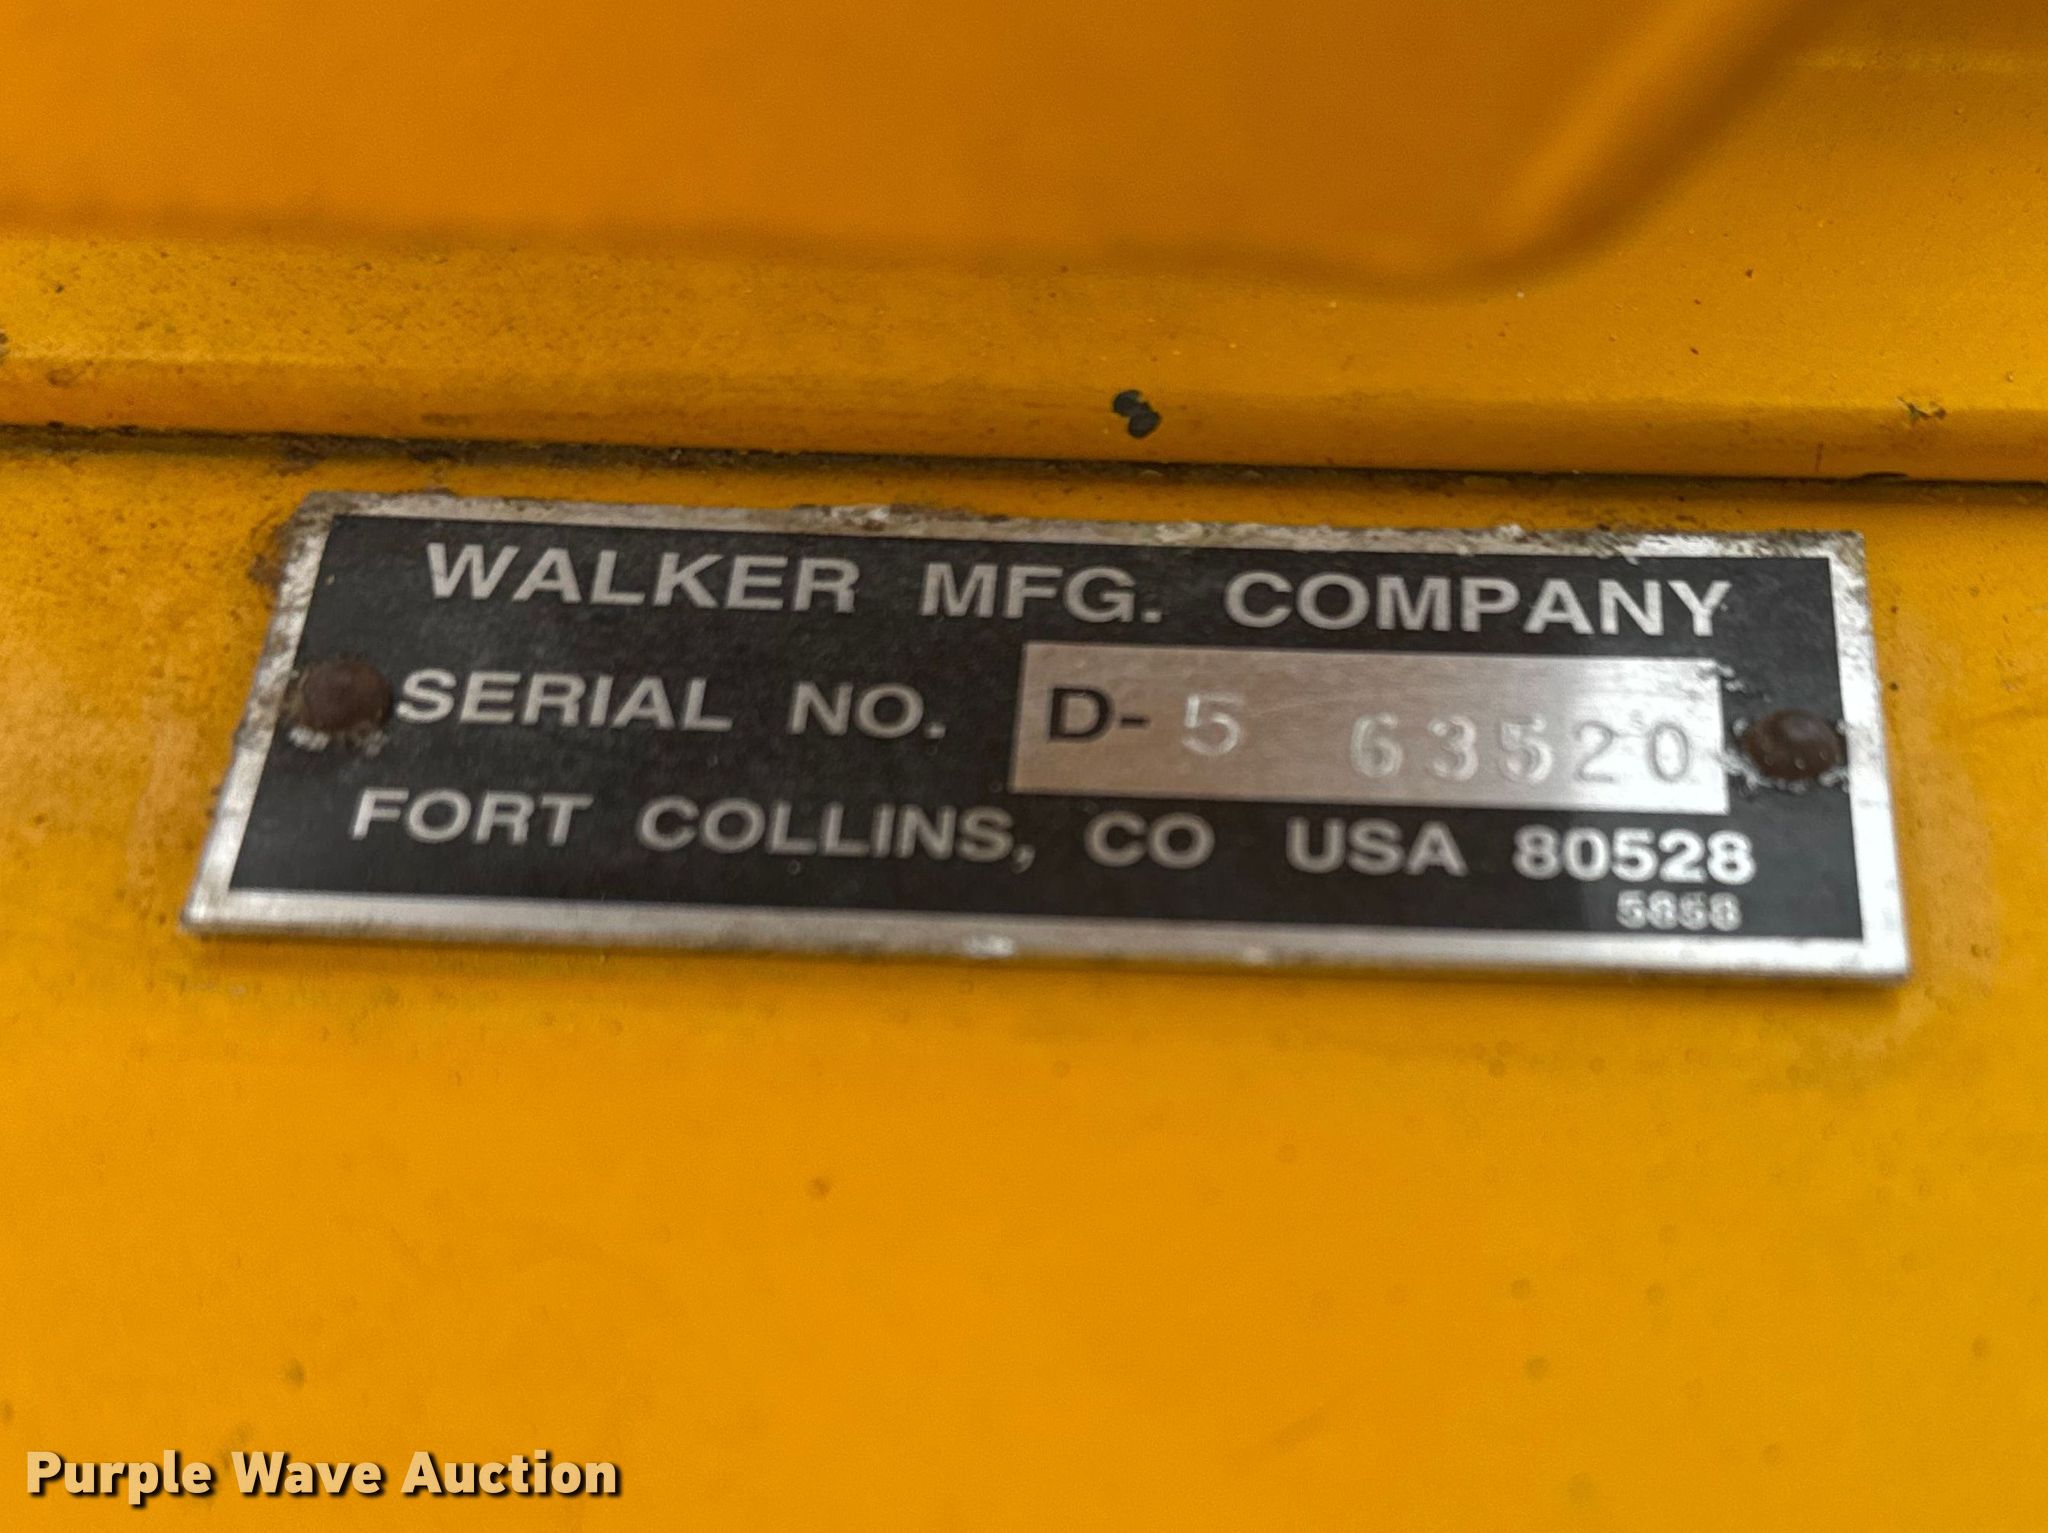 WALKER MFG. COMPANY
SERIAL NO. D-5 63520
FORT COLLINS, CO USA 80528
5858
Purple Wave Auction